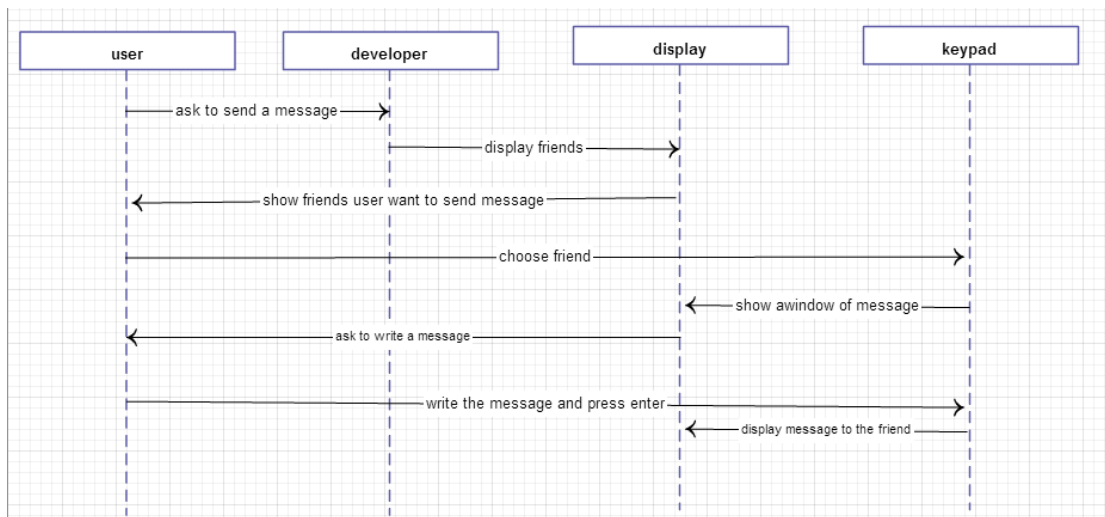 user
developer
display
keypad
ask to send a message
display friends
show friends user want to send message
choose friend
show awindow of message
ask to write a message
write the message and press enter
display message to the friend